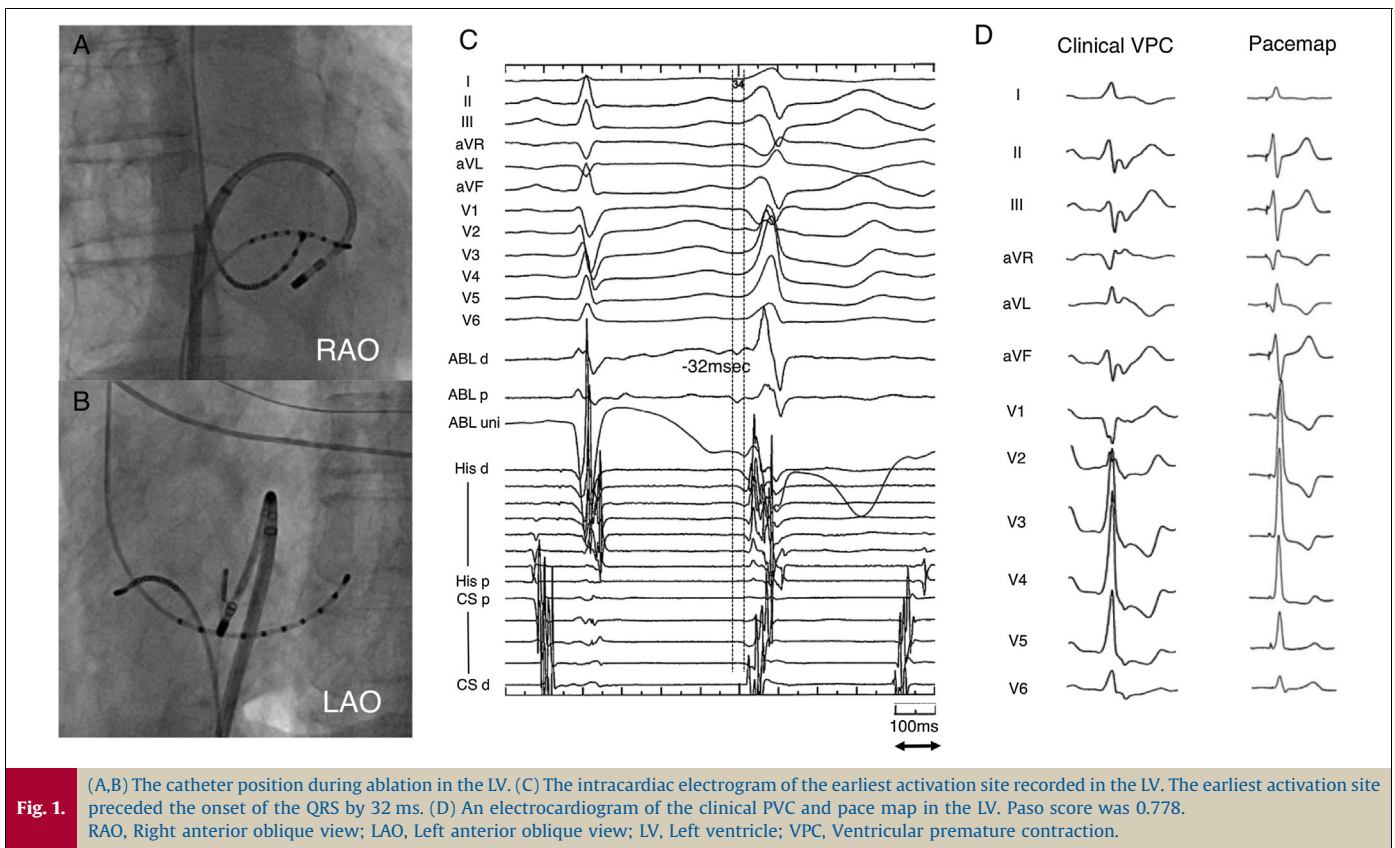 A
RAO
B
LAO
C
I
II
III
aVR
aVL
aVF
V1
V2
V3
V4
V5
V6
ABL d
ABL p
ABL uni
His d
His p
CS p
CS d
34
-32msec
100ms
D
Clinical VPC Pacemap
I
II
III
aVR
aVL
aVF
V1
V2
V3
V4
V5
V6
Fig. 1.
(A,B) The catheter position during ablation in the LV. (C) The intracardiac electrogram of the earliest activation site recorded in the LV. The earliest activation site
preceded the onset of the QRS by 32 ms. (D) An electrocardiogram of the clinical PVC and pace map in the LV. Paso score was 0.778.
RAO, Right anterior oblique view; LAO, Left anterior oblique view; LV, Left ventricle; VPC, Ventricular premature contraction.